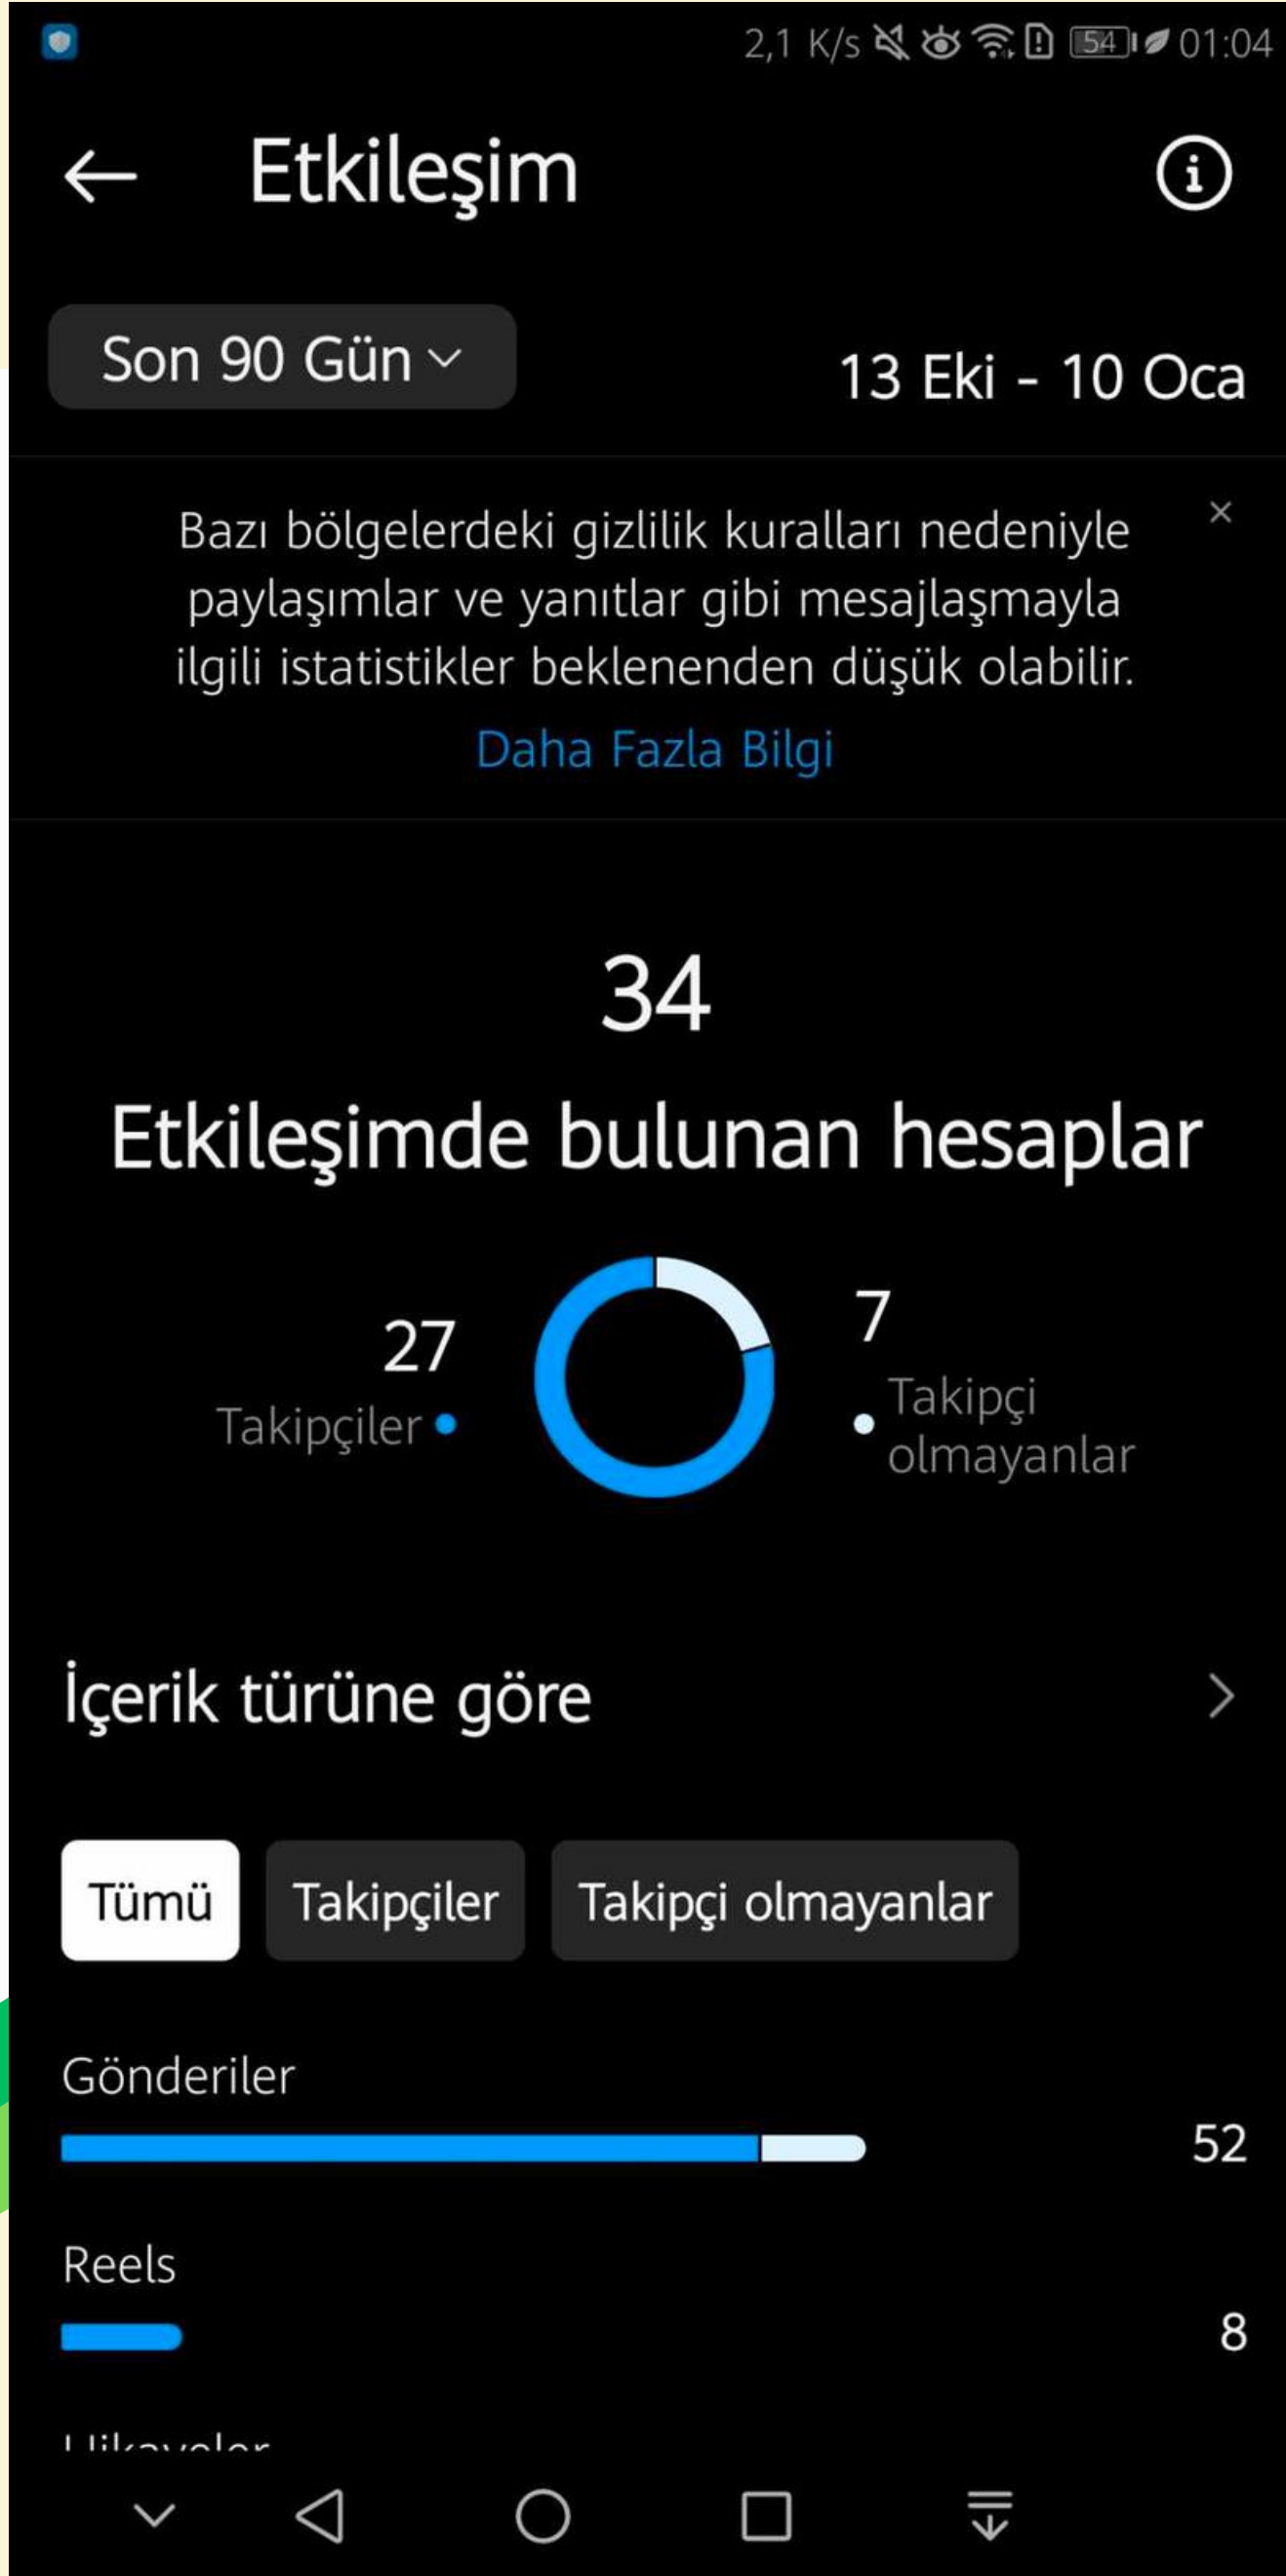 2,1 K/s 54 01:04
Etkileşim
Son 90 Gün
13 Eki - 10 Oca
Bazı bölgelerdeki gizlilik kuralları nedeniyle
paylaşımlar ve yanıtlar gibi mesajlaşmayla
ilgili istatistikler beklenenden düşük olabilir.
Daha Fazla Bilgi
34
Etkileşimde bulunan hesaplar
27
Takipçiler
7
Takipçi
olmayanlar
İçerik türüne göre
Tümü
Takipçiler
Takipçi olmayanlar
Gönderiler
52
Reels
8